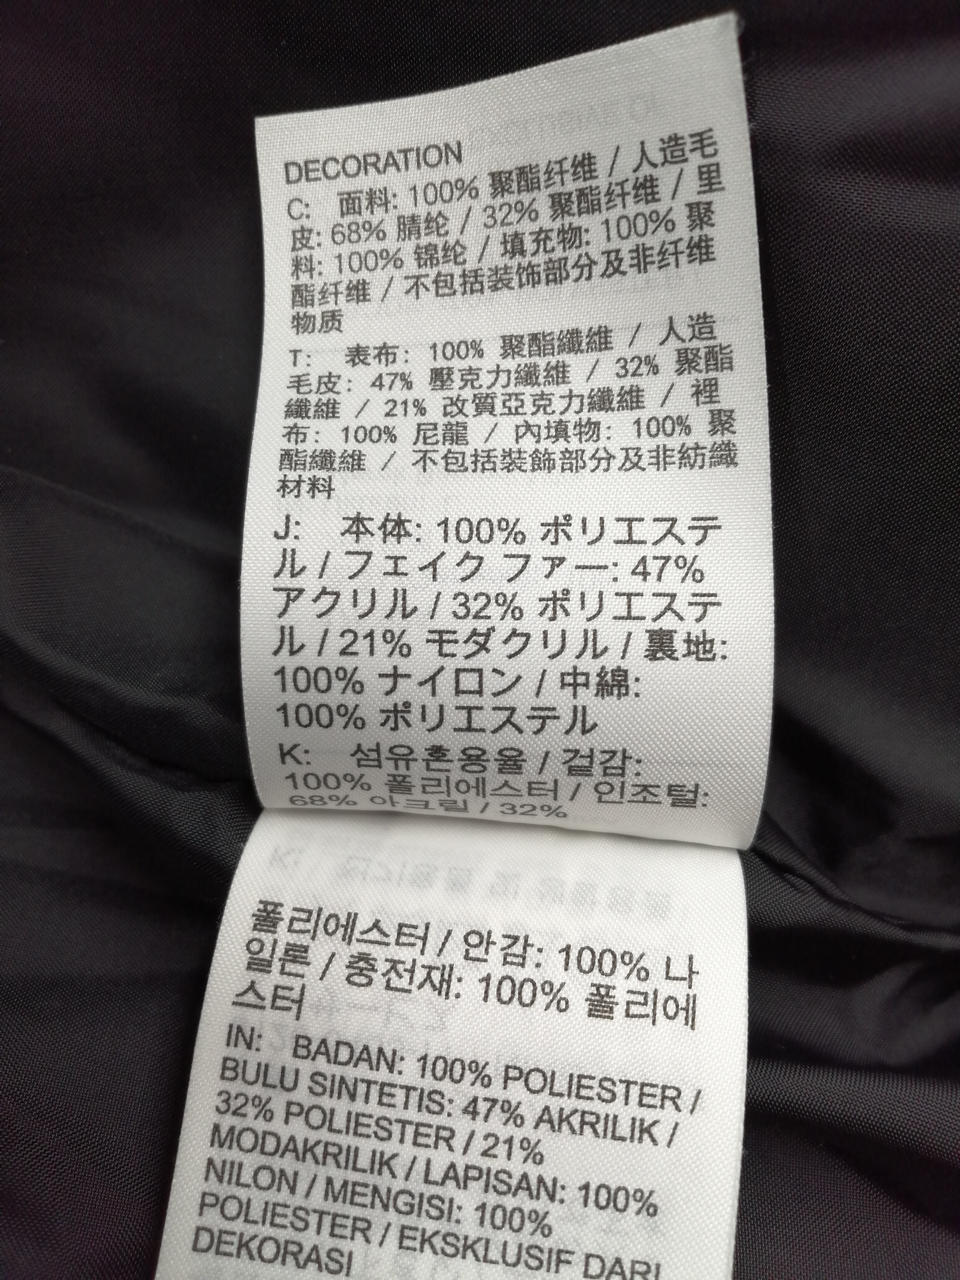 DECORATION
C: 面料: 100% 聚酯纤维 / 人造毛
皮: 68% 腈纶 / 32% 聚酯纤维 / 里
料: 100% 锦纶 / 填充物: 100% 聚
酯纤维 / 不包括装饰部分及非纤维
物质
T: 表布: 100% 聚酯纖維 / 人造
毛皮: 47% 壓克力纖維 / 32% 聚酯
纖維 / 21% 改質亞克力纖維 / 裡
布: 100% 尼龍 / 內填物: 100% 聚
酯纖維 / 不包括裝飾部分及非紡織
材料
J: 本体: 100% ポリエステ
ル / フェイク ファー: 47%
アクリル / 32% ポリエステ
ル / 21% モダクリル / 裏地:
100% ナイロン / 中綿:
100% ポリエステル
K: 섬유혼용율 / 겉감:
100% 폴리에스터 / 인조털:
68% 아크릴 / 32%
폴리에스터 / 안감: 100% 나
일론 / 충전재: 100% 폴리에
스터
IN: BADAN: 100% POLIESTER /
BULU SINTETIS: 47% AKRILIK /
32% POLIESTER / 21%
MODAKRILIK / LAPISAN: 100%
NILON / MENGISI: 100%
POLIESTER / EKSKLUSIF DARI
DEKORASI